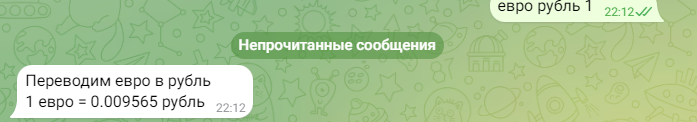 евро рубль 1 22:12
Непрочитанные сообщения
Переводим евро в рубль
1 евро = 0.009565 рубль 22:12